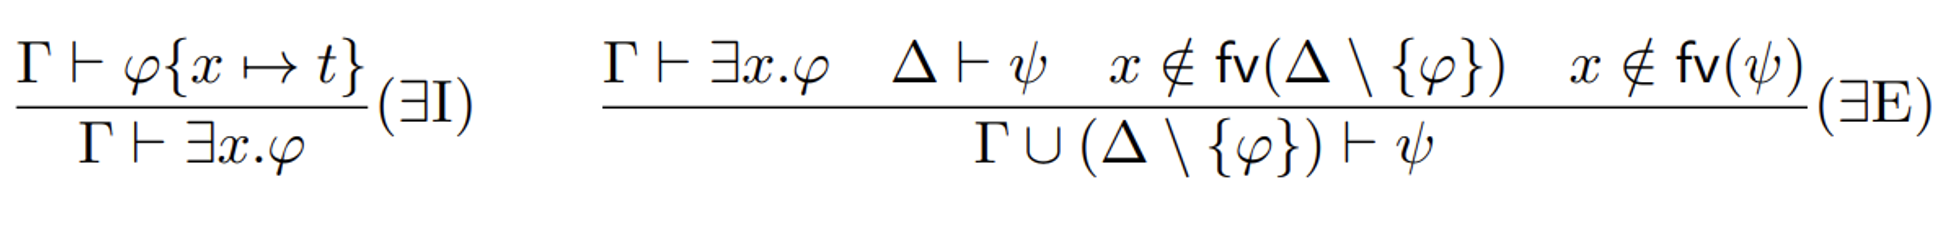 Γ ⊢ φ{x ↦ t}
Γ ⊢ ∃x.φ
(∃I)
Γ ⊢ ∃x.φ Δ ⊢ ψ x ∉ fv(Δ \ {φ}) x ∉ fv(ψ)
Γ ∪ (Δ \ {φ}) ⊢ ψ
(∃E)